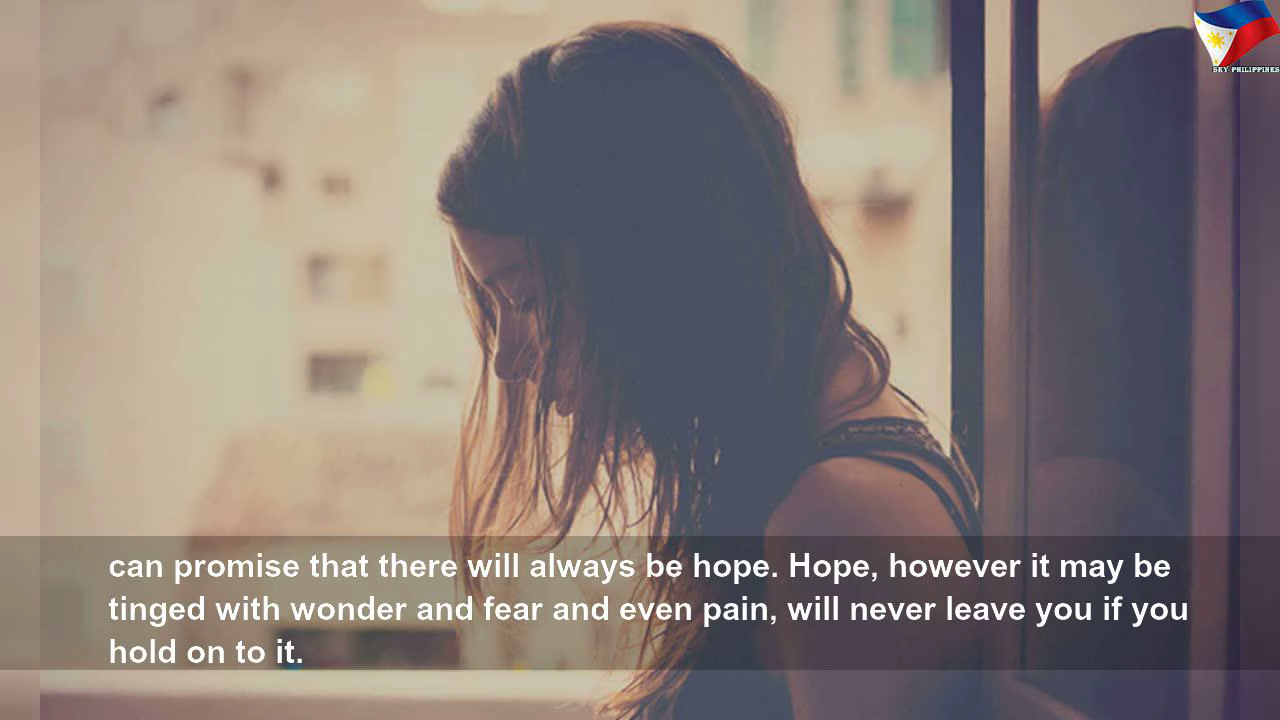 SKY PHILIPPINES
can promise that there will always be hope. Hope, however it may be
tinged with wonder and fear and even pain, will never leave you if you
hold on to it.